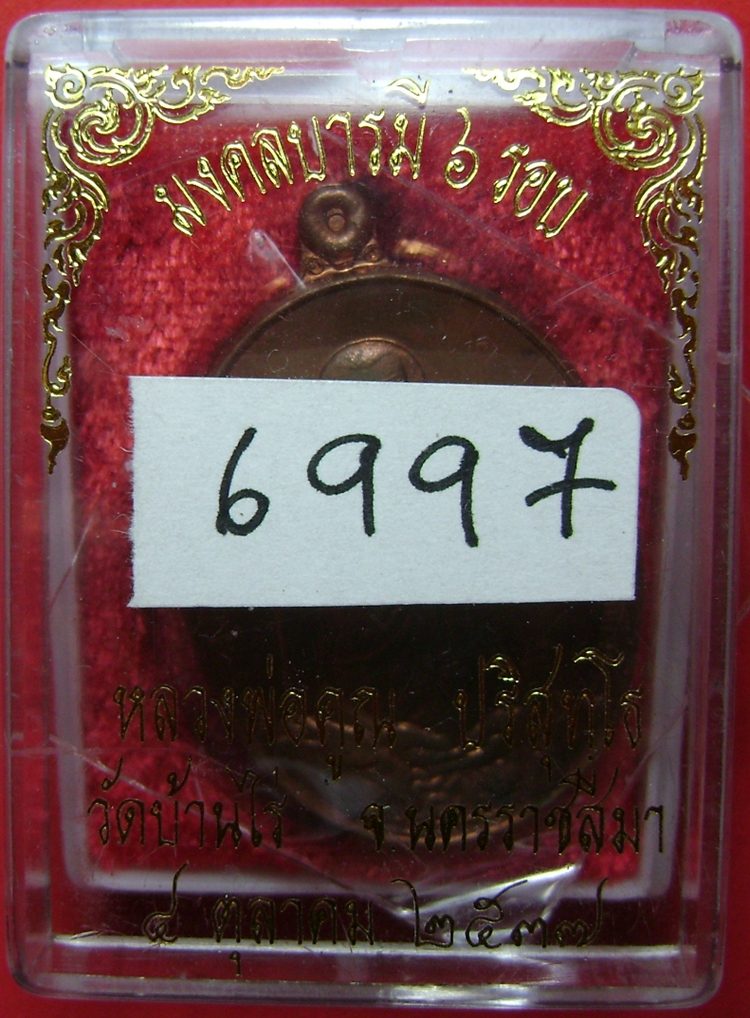 มงคลบารมี 6 รอบ
6997
หลวงพ่อคูณ ปริสุทฺโธ
วัดบ้านไร่ จ.นครราชสีมา
๔ ตุลาคม ๒๕๓๗